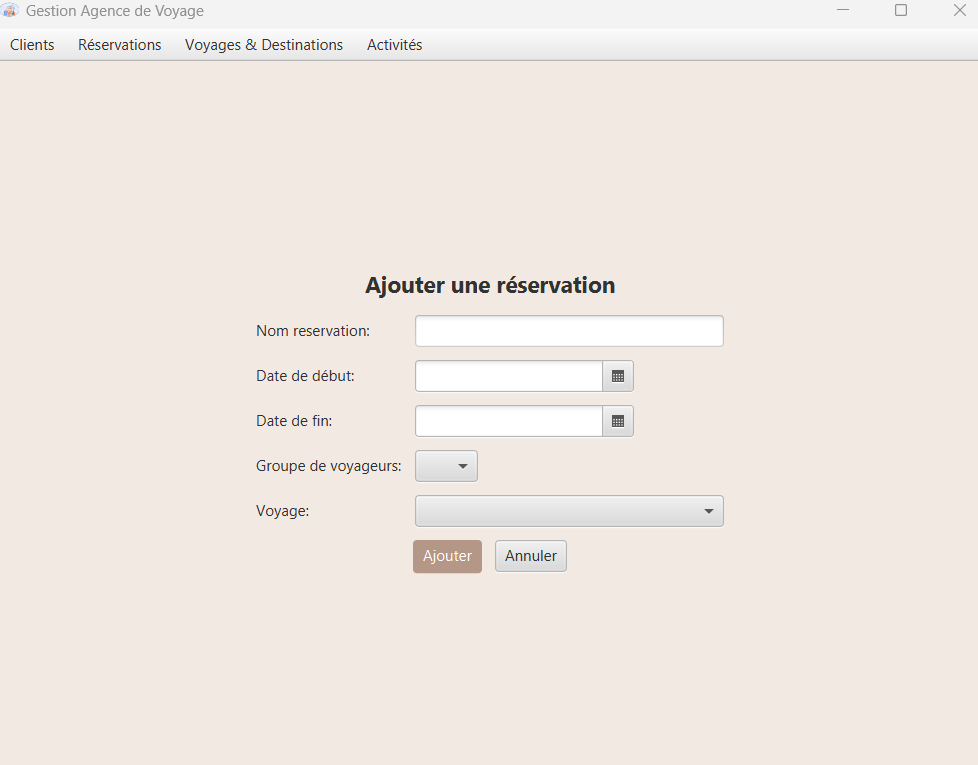 Gestion Agence de Voyage
Clients Réservations Voyages & Destinations Activités
Ajouter une réservation
Nom reservation:
Date de début:
Date de fin:
Groupe de voyageurs:
Voyage:
Ajouter Annuler